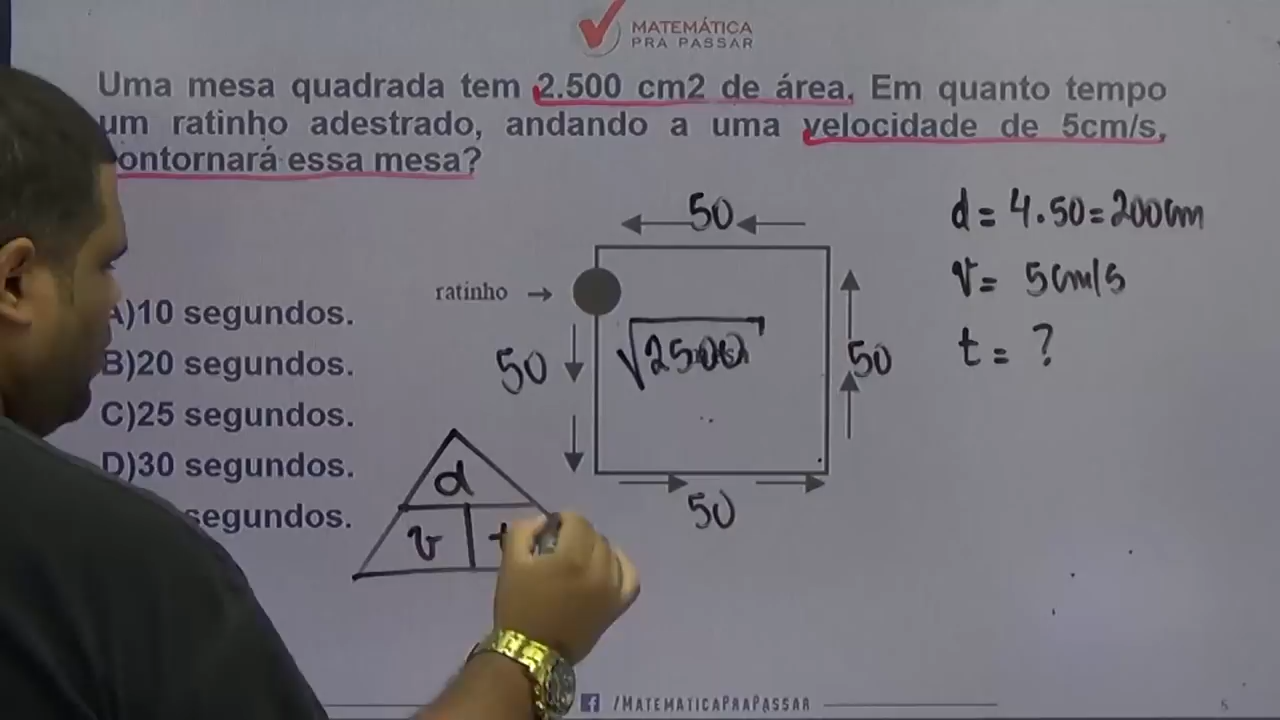 MATEMÁTICA
PRA PASSAR
Uma mesa quadrada tem 2.500 cm2 de área. Em quanto tempo
um ratinho adestrado, andando a uma velocidade de 5cm/s,
contornará essa mesa?
50
d = 4.50=200cm
v= 5cm/s
t = ?
ratinho →
A)10 segundos.
B)20 segundos.
C)25 segundos.
D)30 segundos.
segundos.
50
√2500
50
50
d
v t
/MATEMATICAPRAPASSAR